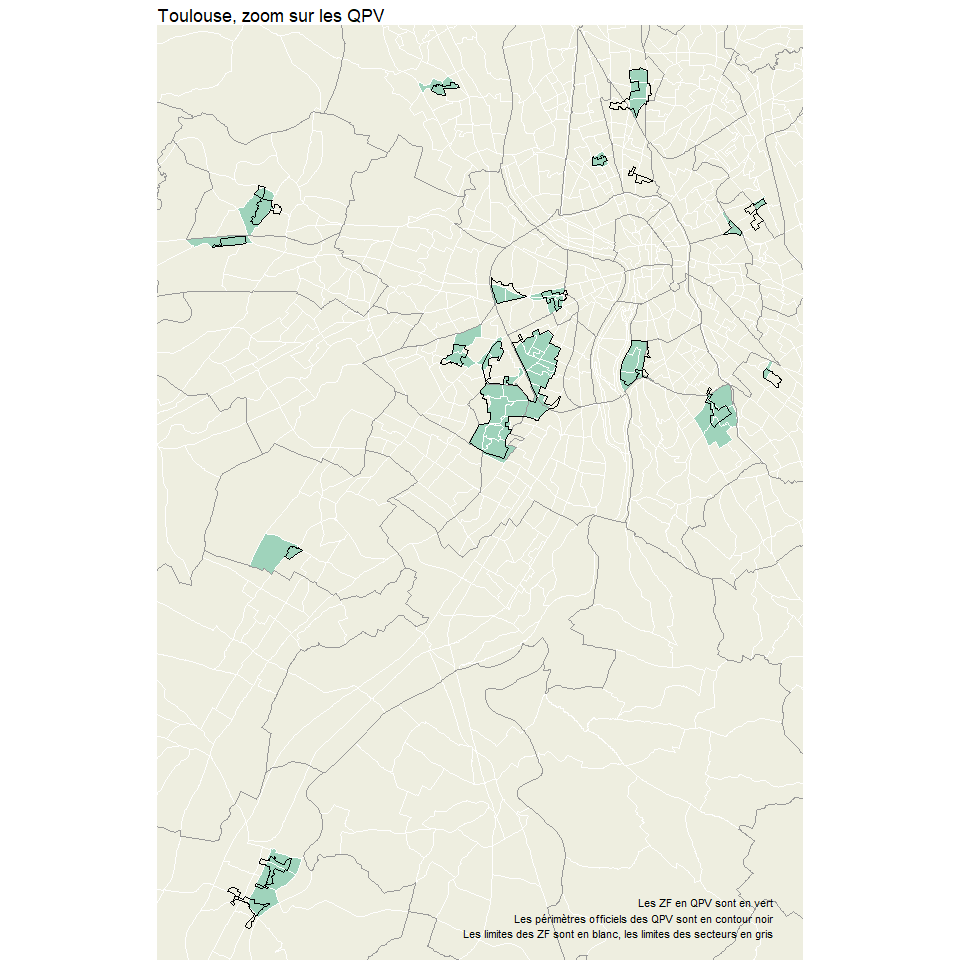 Toulouse, zoom sur les QPV
Les ZF en QPV sont en vert
Les périmètres officiels des QPV sont en contour noir
Les limites des ZF sont en blanc, les limites des secteurs en gris